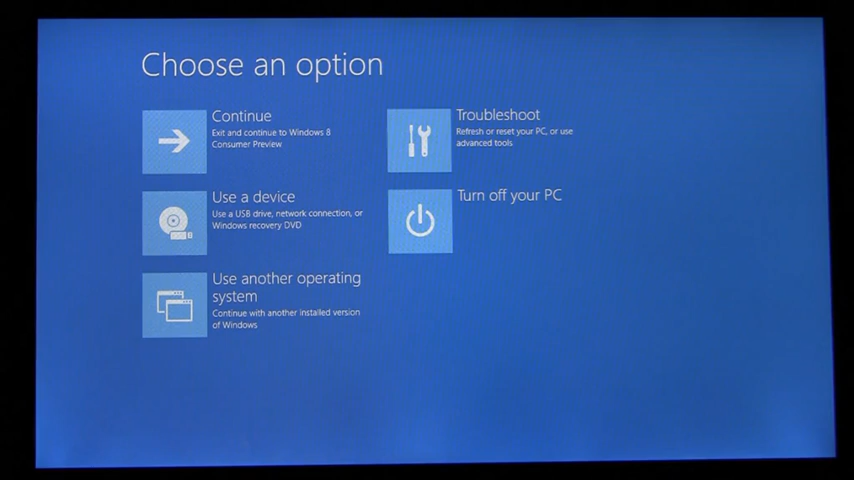 Choose an option
Continue
Exit and continue to Windows 8
Consumer Preview
Troubleshoot
Refresh or reset your PC, or use
advanced tools
Use a device
Use a USB drive, network connection, or
Windows recovery DVD
Turn off your PC
Use another operating
system
Continue with another installed version
of Windows